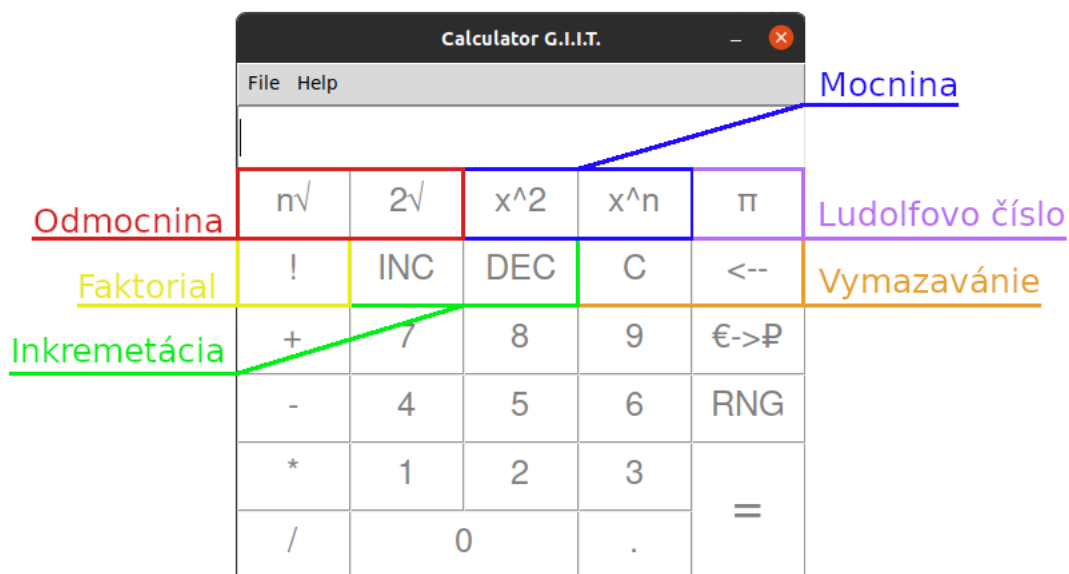 Calculator G.I.I.T.
File Help
Mocnina
Odmocnina
n√ 2√ x^2 x^n π
Ludolfovo číslo
Faktorial
! INC DEC C <--
Vymazavánie
Inkremetácia
+ 7 8 9 €->₽
- 4 5 6 RNG
* 1 2 3
=
/ 0 .